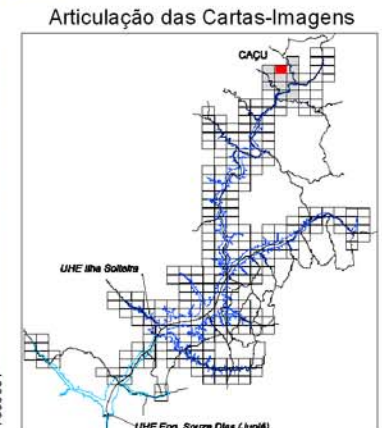 Articulação das Cartas-Imagens
CAÇU
UHE Ilha Solteira
UHE Eng. Souza Dias (Jupiá)